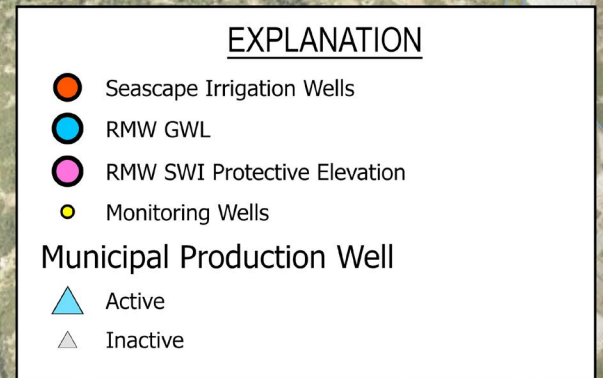 EXPLANATION
Seascape Irrigation Wells
RMW GWL
RMW SWI Protective Elevation
Monitoring Wells
Municipal Production Well
Active
Inactive